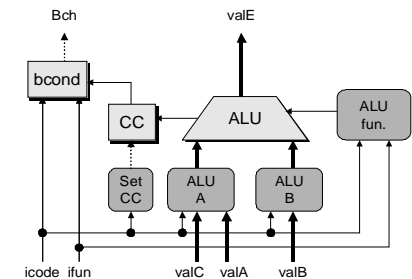 Bch valE
bcond
ALU
fun.
CC
ALU
Set
CC
ALU
A
ALU
B
icode ifun valC valA valB